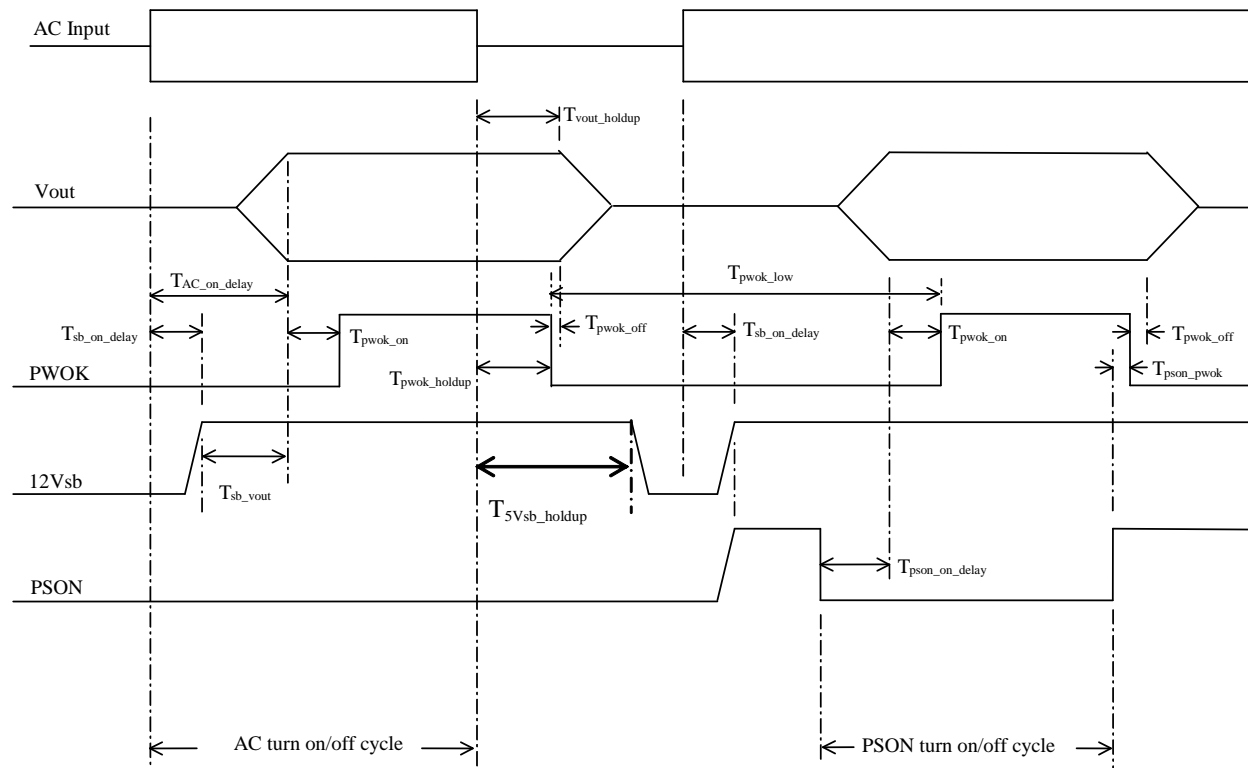 AC Input
Tvout_holdup
Vout
TAC_on_delay
Tpwok_low
Tsb_on_delay
Tpwok_on
Tpwok_off
Tsb_on_delay
Tpwok_on
Tpwok_off
PWOK
Tpwok_holdup
Tpson_pwok
12Vsb
Tsb_vout
T5Vsb_holdup
PSON
Tpson_on_delay
AC turn on/off cycle
PSON turn on/off cycle